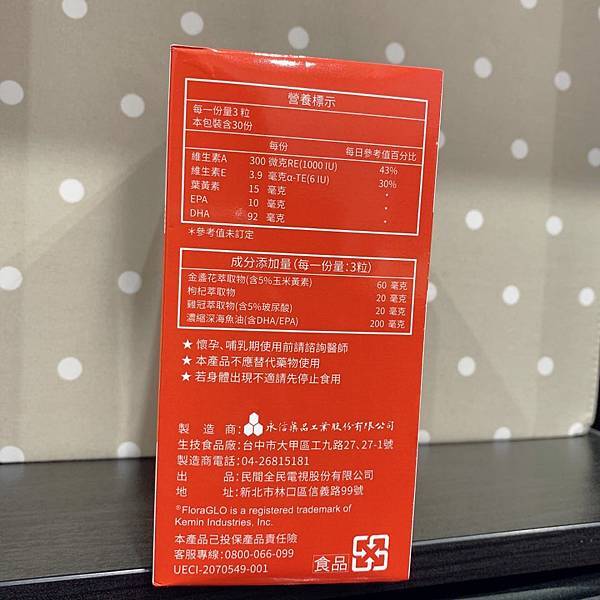 營養標示
每一份量3 粒
本包裝含30份
每份 每日參考值百分比
維生素A 300 微克RE(1000 IU) 43%
維生素E 3.9 毫克α-TE(6 IU) 30%
葉黃素 15 毫克 *
EPA 10 毫克 *
DHA 92 毫克 *
＊參考值未訂定
成分添加量(每一份量:3粒)
金盞花萃取物(含5%玉米黃素) 60 毫克
枸杞萃取物 20 毫克
雞冠萃取物(含5%玻尿酸) 20 毫克
濃縮深海魚油(含DHA/EPA) 200 毫克
★ 懷孕、哺乳期使用前請諮詢醫師
★ 本產品不應替代藥物使用
★ 若身體出現不適請先停止食用
製造商: 永信藥品工業股份有限公司
生技食品廠:台中市大甲區工九路27、27-1號
製造商電話:04-26815181
出品:民間全民電視股份有限公司
地址:新北市林口區信義路99號
®FloraGLO is a registered trademark of
Kemin Industries, Inc.
本產品已投保產品責任險
客服專線:0800-066-099
UECI-2070549-001
食品